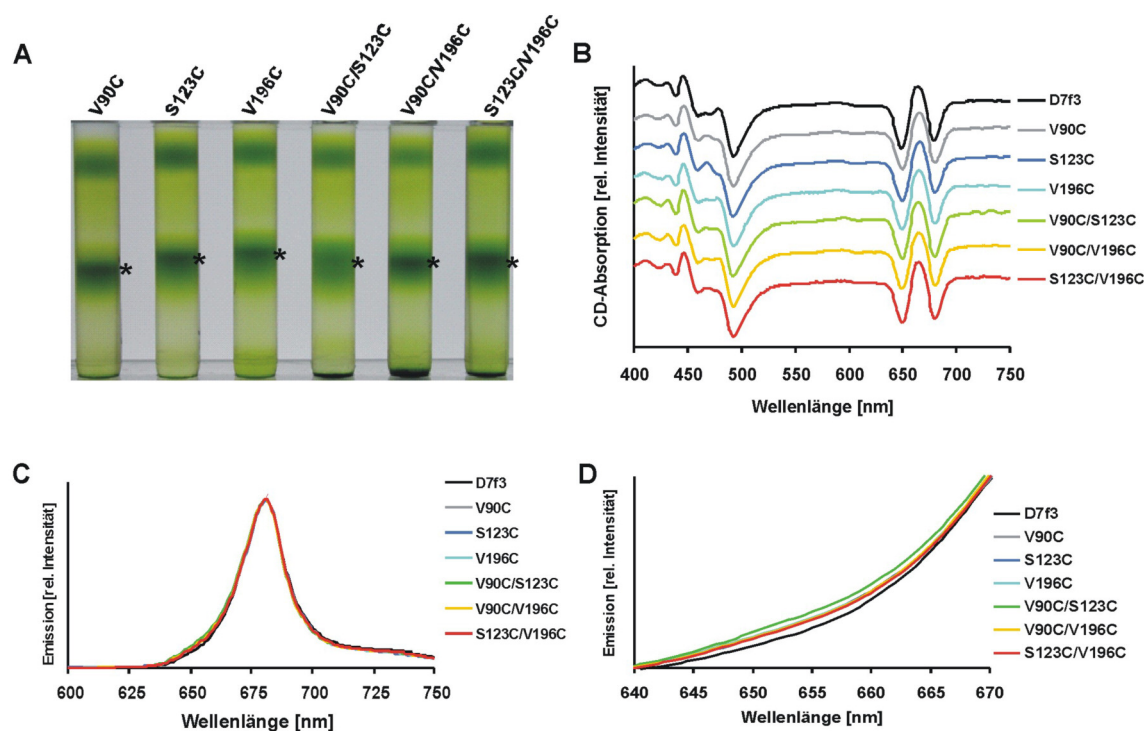 A
V90C
S123C
V196C
V90C/S123C
V90C/V196C
S123C/V196C
*
*
*
*
*
*
B
CD-Absorption [rel. Intensität]
D7f3
V90C
S123C
V196C
V90C/S123C
V90C/V196C
S123C/V196C
400 450 500 550 600 650 700 750
Wellenlänge [nm]
C
Emission [rel. Intensität]
D7f3
V90C
S123C
V196C
V90C/S123C
V90C/V196C
S123C/V196C
600 625 650 675 700 725 750
Wellenlänge [nm]
D
Emission [rel. Intensität]
D7f3
V90C
S123C
V196C
V90C/S123C
V90C/V196C
S123C/V196C
640 645 650 655 660 665 670
Wellenlänge [nm]